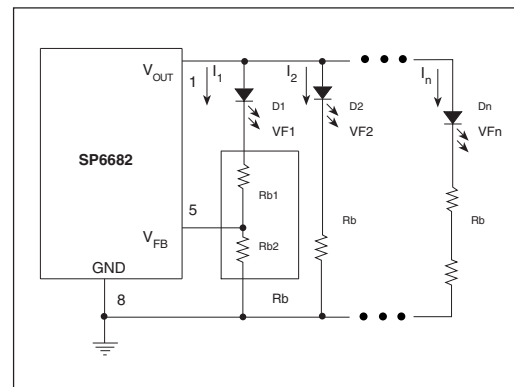 V_OUT
1
I_1
I_2
I_n
D1
VF1
D2
VF2
Dn
VFn
SP6682
Rb1
5
V_FB
Rb2
Rb
Rb
GND
8
Rb